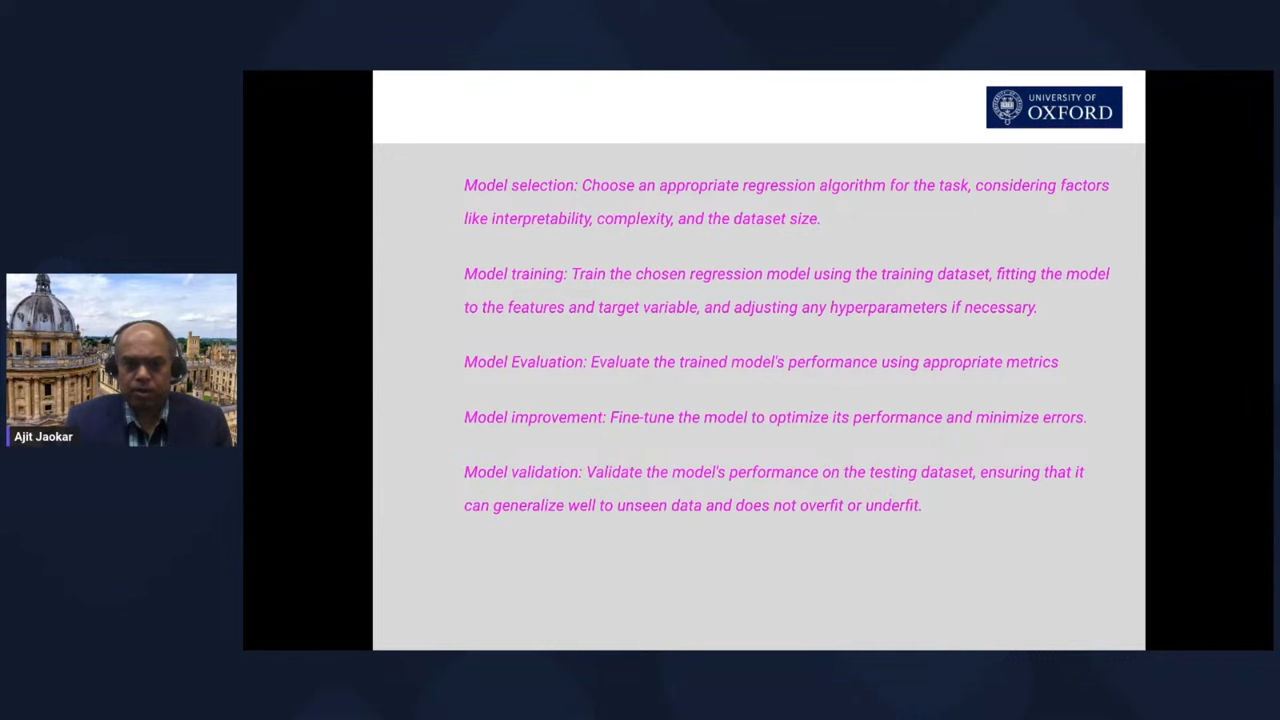 UNIVERSITY OF
OXFORD
Model selection: Choose an appropriate regression algorithm for the task, considering factors
like interpretability, complexity, and the dataset size.
Model training: Train the chosen regression model using the training dataset, fitting the model
to the features and target variable, and adjusting any hyperparameters if necessary.
Model Evaluation: Evaluate the trained model's performance using appropriate metrics
Model improvement: Fine-tune the model to optimize its performance and minimize errors.
Model validation: Validate the model's performance on the testing dataset, ensuring that it
can generalize well to unseen data and does not overfit or underfit.
Ajit Jaokar